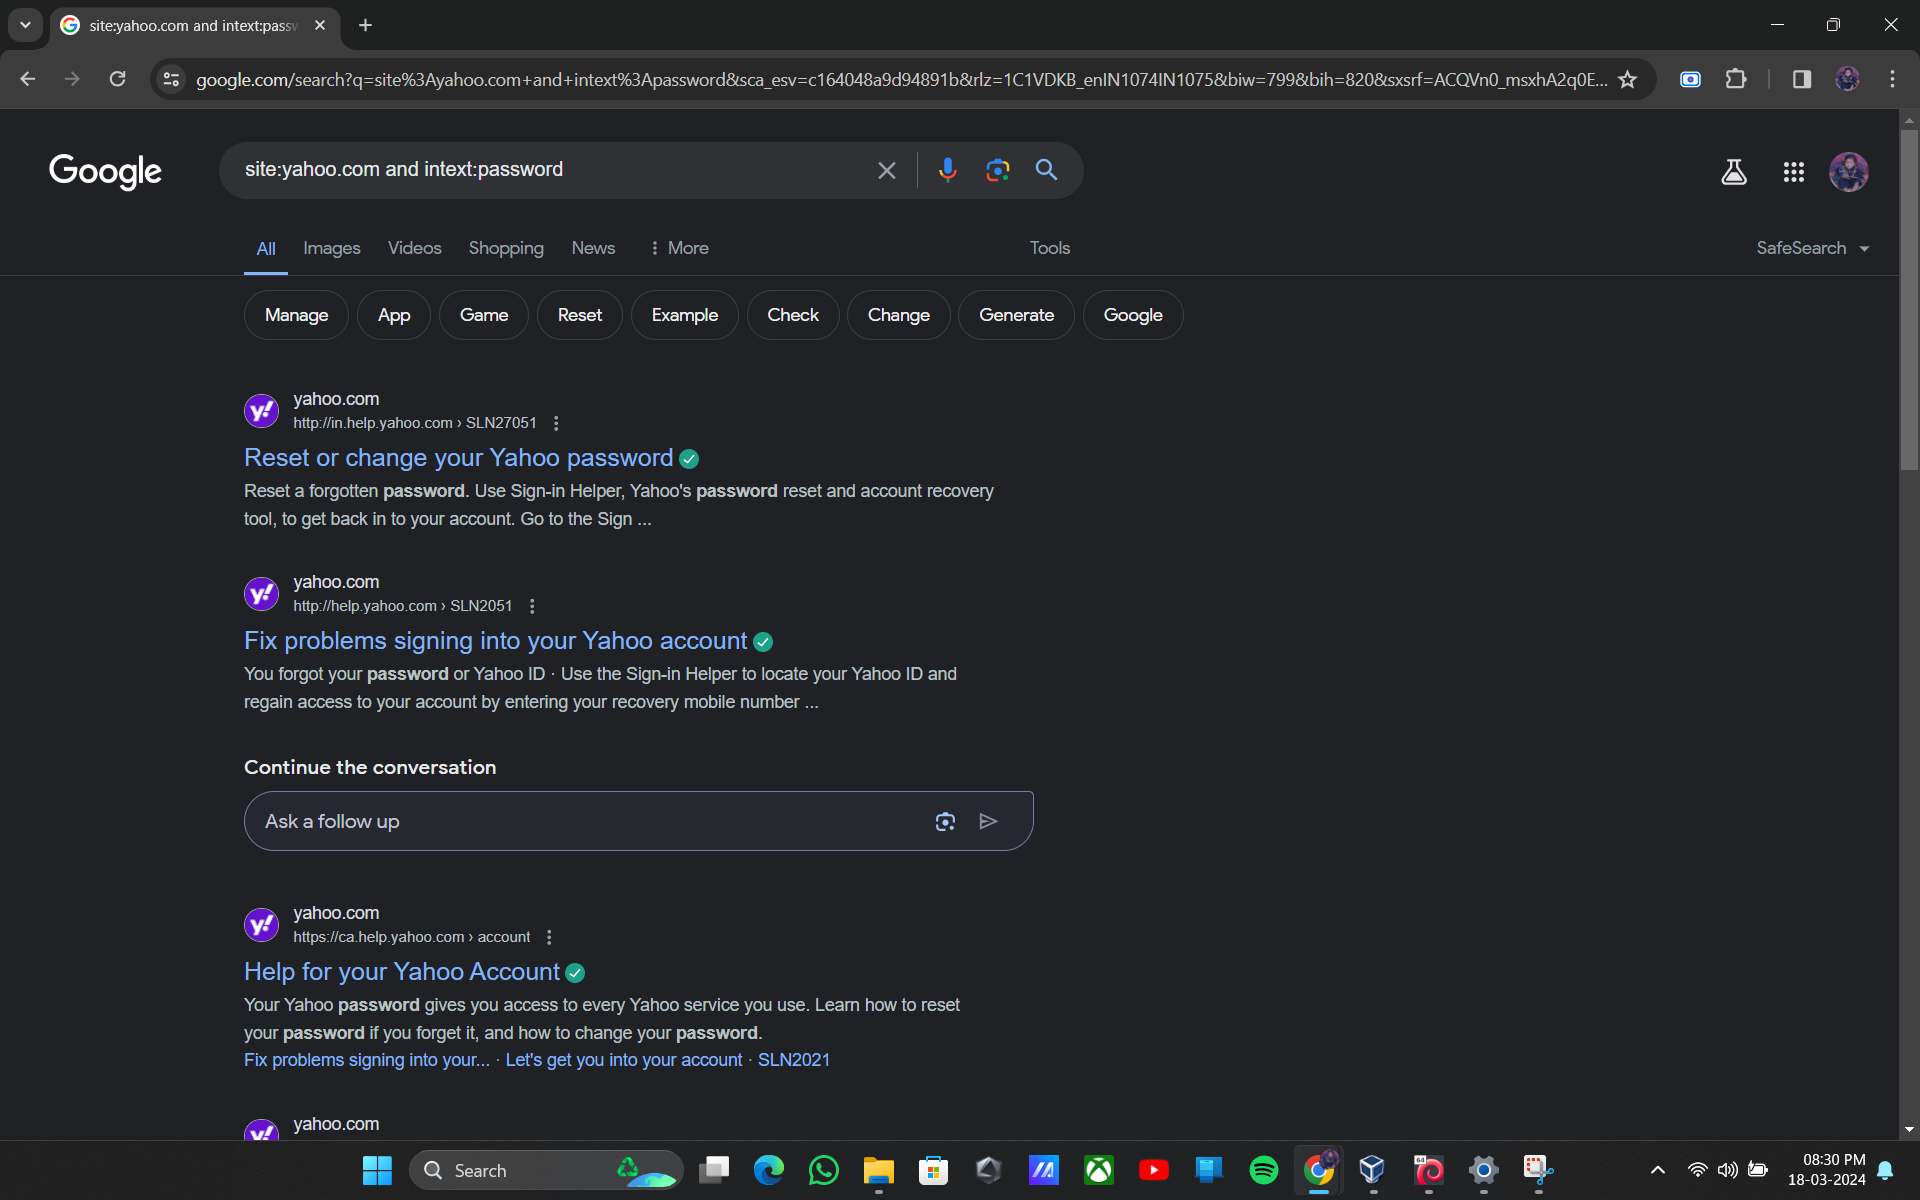 site:yahoo.com and intext:passw
google.com/search?q=site%3Ayahoo.com+and+intext%3Apassword&sca_esv=c164048a9d94891b&rlz=1C1VDKB_enIN1074IN1075&biw=799&bih=820&sxsrf=ACQVn0_msxhA2q0E...
Google
site:yahoo.com and intext:password
All Images Videos Shopping News More Tools SafeSearch
Manage App Game Reset Example Check Change Generate Google
yahoo.com
http://in.help.yahoo.com › SLN27051
Reset or change your Yahoo password
Reset a forgotten password. Use Sign-in Helper, Yahoo's password reset and account recovery
tool, to get back in to your account. Go to the Sign ...
yahoo.com
http://help.yahoo.com › SLN2051
Fix problems signing into your Yahoo account
You forgot your password or Yahoo ID · Use the Sign-in Helper to locate your Yahoo ID and
regain access to your account by entering your recovery mobile number ...
Continue the conversation
Ask a follow up
yahoo.com
https://ca.help.yahoo.com › account
Help for your Yahoo Account
Your Yahoo password gives you access to every Yahoo service you use. Learn how to reset
your password if you forget it, and how to change your password.
Fix problems signing into your... · Let's get you into your account · SLN2021
yahoo.com
Search
64
08:30 PM
18-03-2024